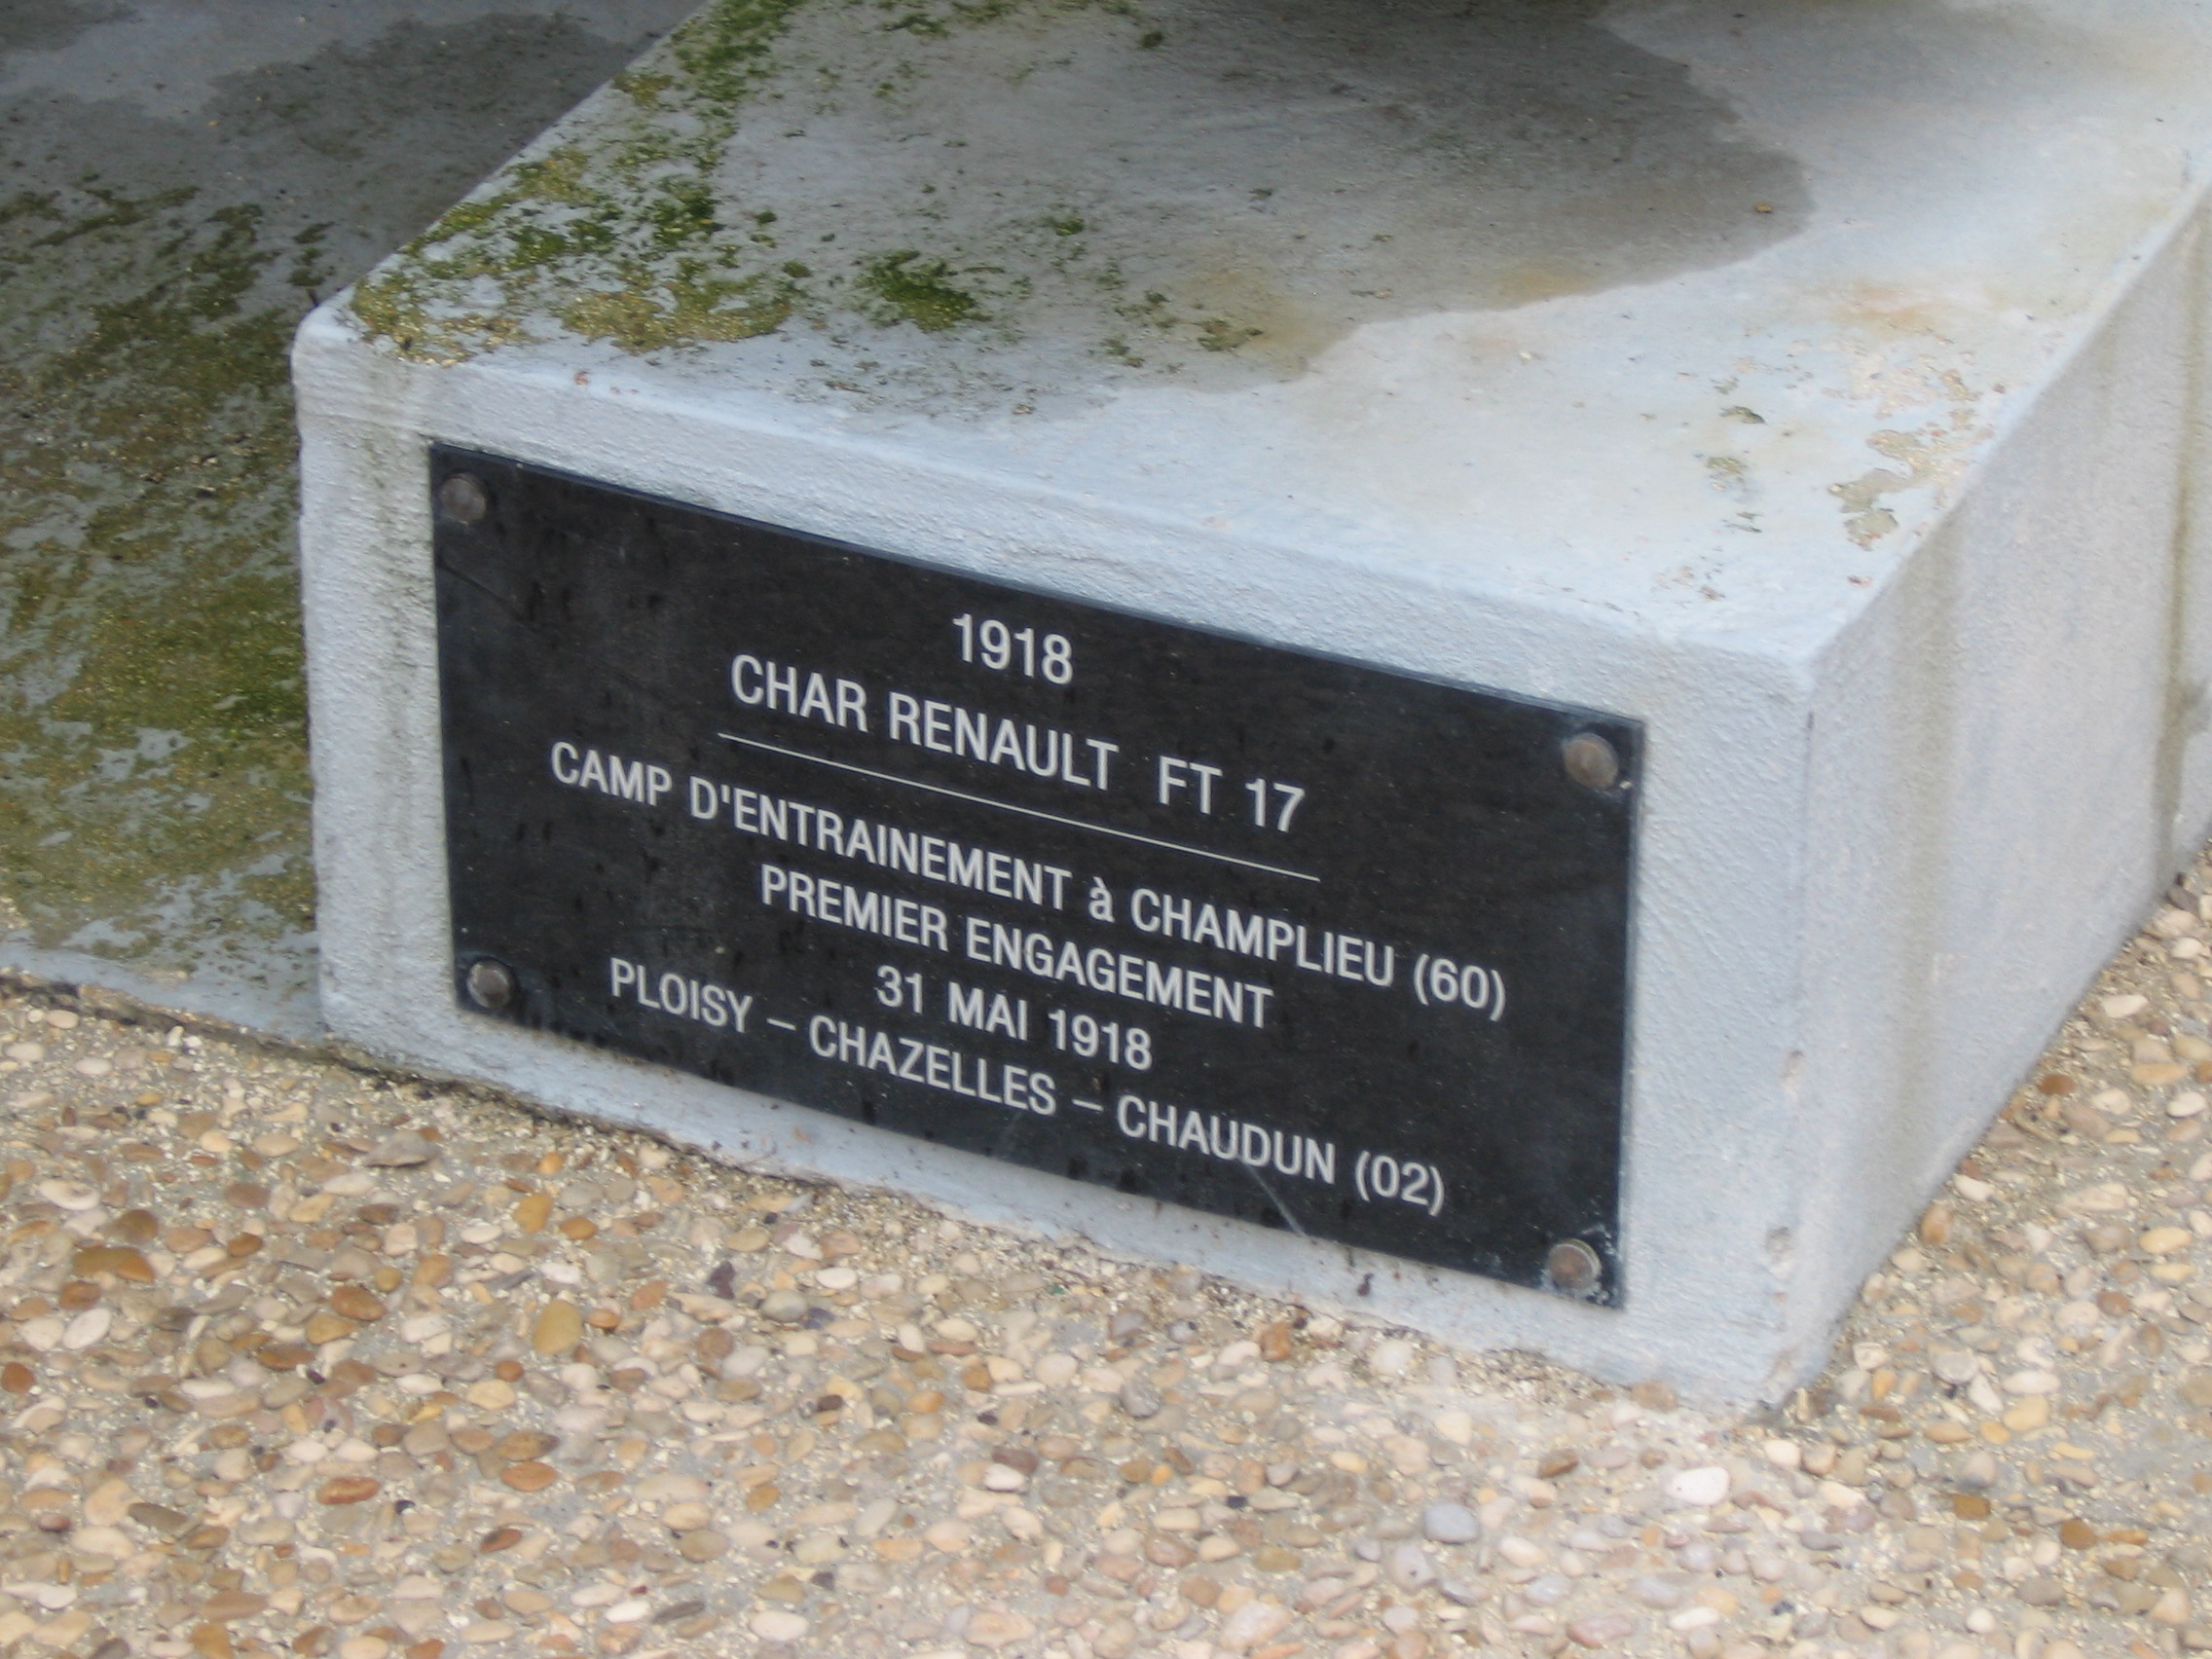 1918
CHAR RENAULT FT 17
CAMP D'ENTRAINEMENT à CHAMPLIEU (60)
PREMIER ENGAGEMENT
31 MAI 1918
PLOISY – CHAZELLES – CHAUDUN (02)